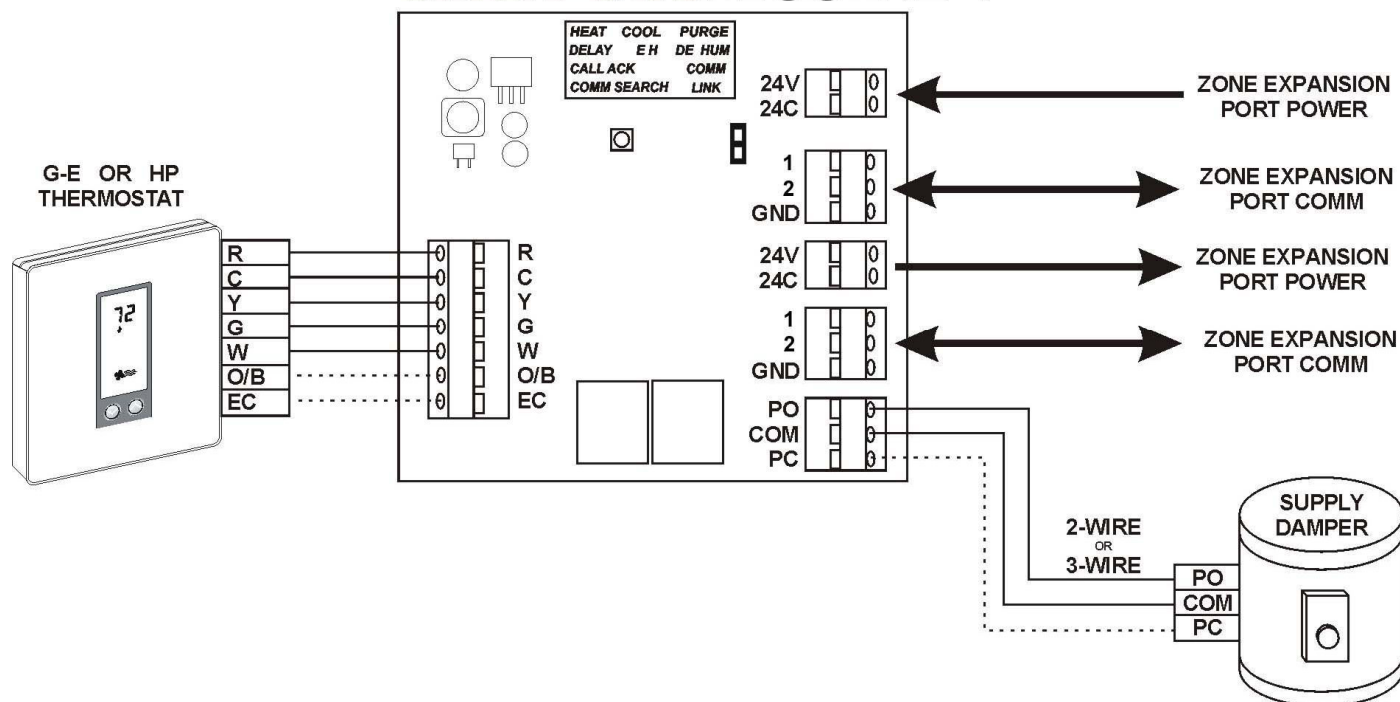 HEAT COOL PURGE
DELAY E H DE HUM
CALL ACK COMM
COMM SEARCH LINK
G-E OR HP
THERMOSTAT
72
R
C
Y
G
W
O/B
EC
R
C
Y
G
W
O/B
EC
24V
24C
1
2
GND
24V
24C
1
2
GND
PO
COM
PC
ZONE EXPANSION
PORT POWER
ZONE EXPANSION
PORT COMM
ZONE EXPANSION
PORT POWER
ZONE EXPANSION
PORT COMM
2-WIRE
OR
3-WIRE
PO
COM
PC
SUPPLY
DAMPER